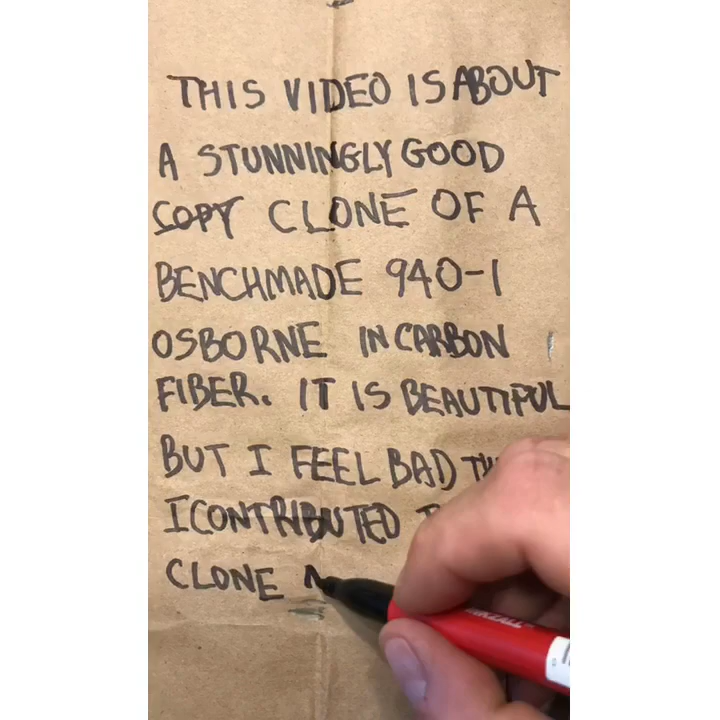 THIS VIDEO IS ABOUT
A STUNNINGLY GOOD
COPY CLONE OF A
BENCHMADE 940-1
OSBORNE IN CARBON
FIBER. IT IS BEAUTIFUL
BUT I FEEL BAD
I CONTRIBUTED
CLONE